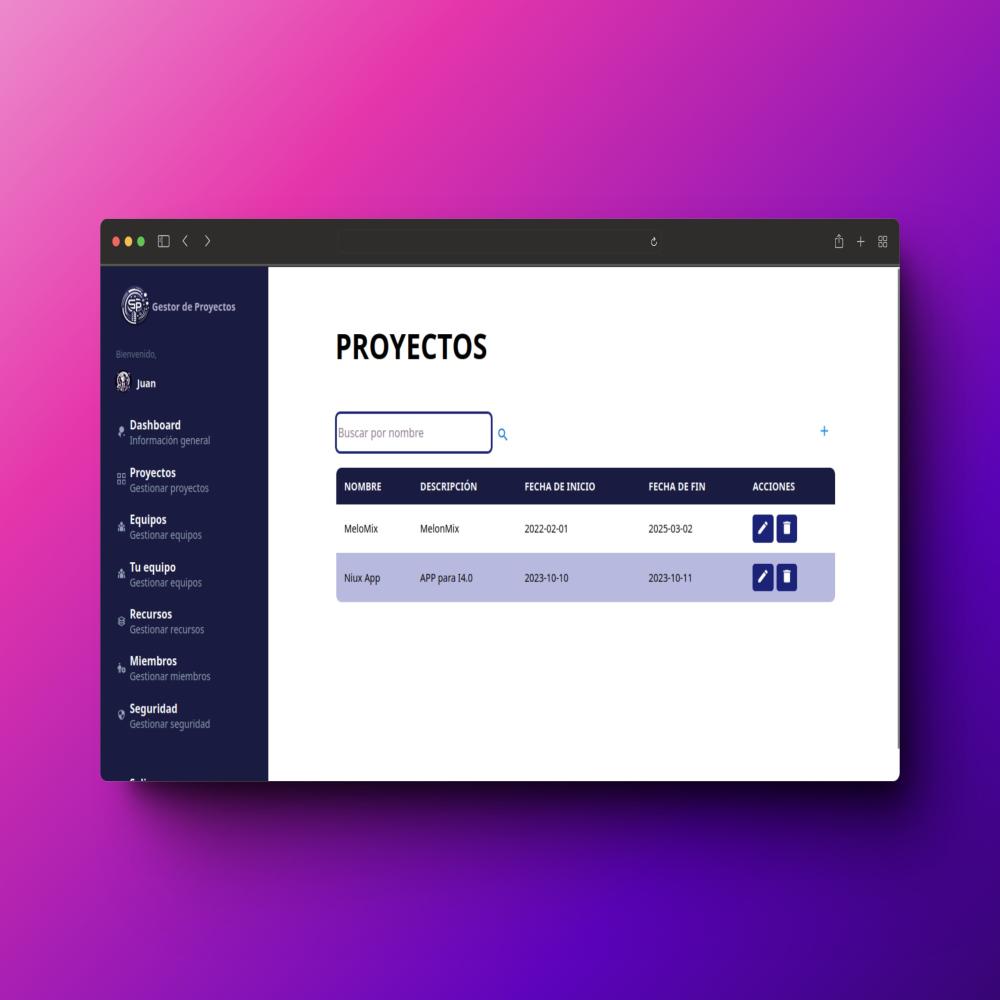 SP
Gestor de Proyectos
Bienvenido,
Juan
Dashboard
Información general
Proyectos
Gestionar proyectos
Equipos
Gestionar equipos
Tu equipo
Gestionar equipos
Recursos
Gestionar recursos
Miembros
Gestionar miembros
Seguridad
Gestionar seguridad
PROYECTOS
Buscar por nombre
NOMBRE DESCRIPCIÓN FECHA DE INICIO FECHA DE FIN ACCIONES
MeloMix MelonMix 2022-02-01 2025-03-02
Niux App APP para I4.0 2023-10-10 2023-10-11